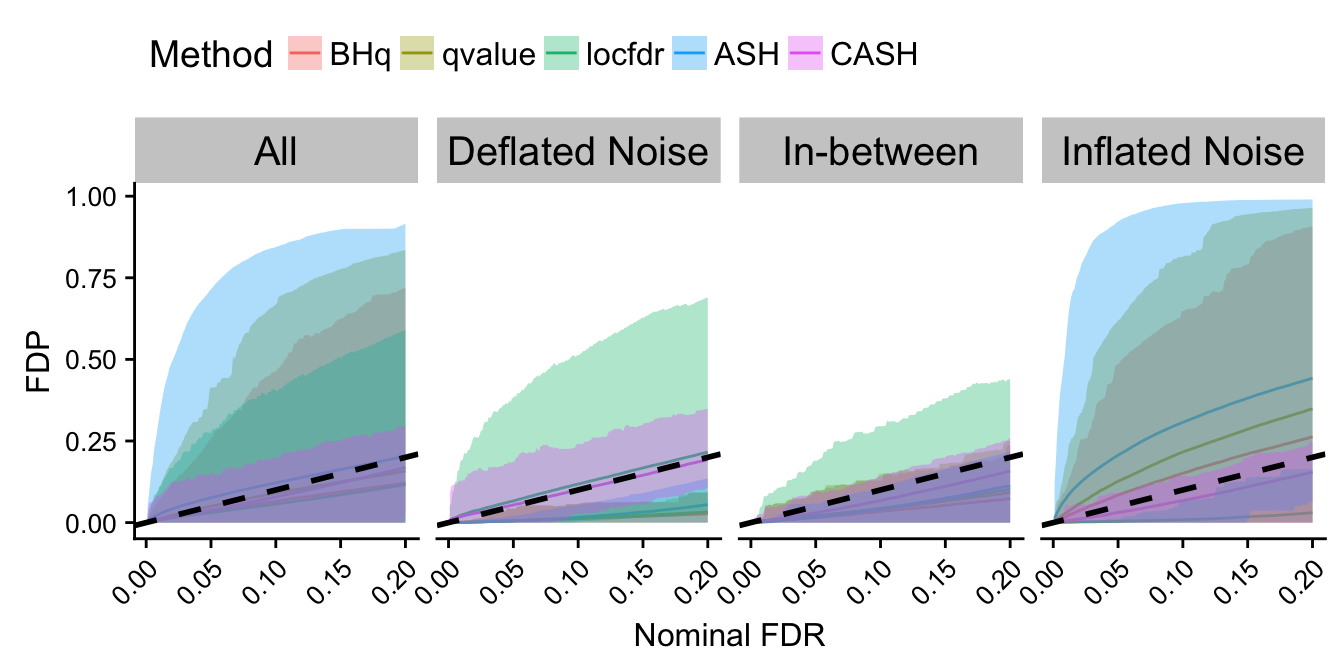 Method BHq qvalue locfdr ASH CASH
All Deflated Noise In-between Inflated Noise
1.00
0.75
0.50
0.25
0.00
FDP
0.00 0.05 0.10 0.15 0.20 0.00 0.05 0.10 0.15 0.20 0.00 0.05 0.10 0.15 0.20 0.00 0.05 0.10 0.15 0.20
Nominal FDR